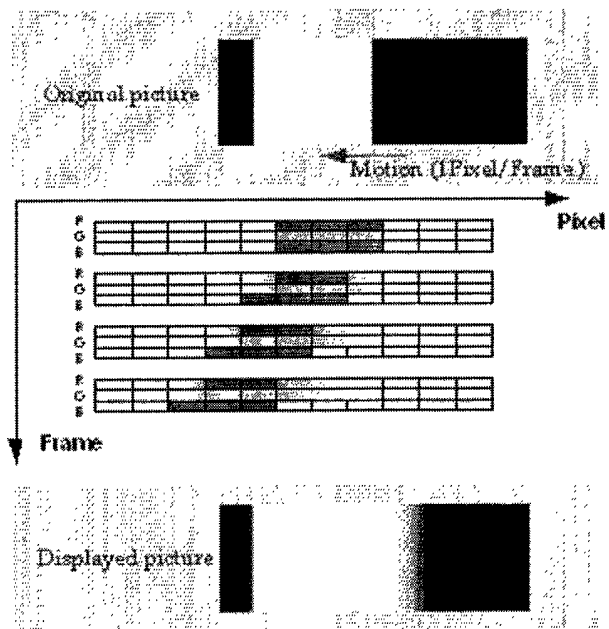 Original picture
Motion (1Pixel/Frame)
R
Pixel
G
B
R
G
B
R
G
B
R
G
B
Frame
Displayed picture